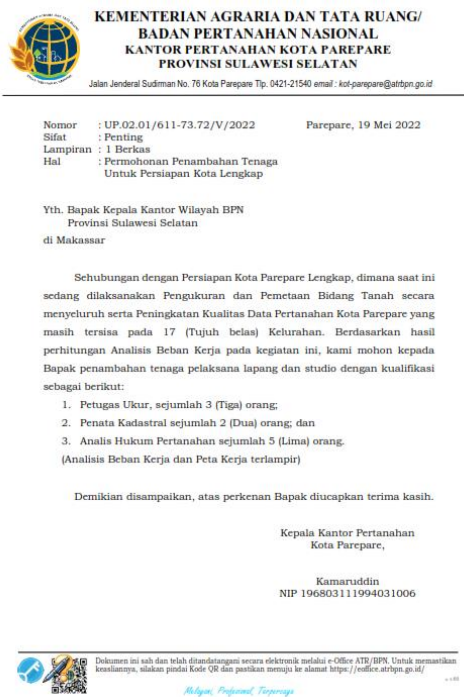 KEMENTERIAN AGRARIA DAN TATA RUANG/
BADAN PERTANAHAN NASIONAL
KANTOR PERTANAHAN KOTA PAREPARE
PROVINSI SULAWESI SELATAN
Jalan Jenderal Sudirman No. 76 Kota Parepare Tlp. 0421-21540 email : kot-parepare@atrbpn.go.id
Nomor : UP.02.01/611-73.72/V/2022 Parepare, 19 Mei 2022
Sifat : Penting
Lampiran : 1 Berkas
Hal : Permohonan Penambahan Tenaga
Untuk Persiapan Kota Lengkap
Yth. Bapak Kepala Kantor Wilayah BPN
Provinsi Sulawesi Selatan
di Makassar
Sehubungan dengan Persiapan Kota Parepare Lengkap, dimana saat ini
sedang dilaksanakan Pengukuran dan Pemetaan Bidang Tanah secara
menyeluruh serta Peningkatan Kualitas Data Pertanahan Kota Parepare yang
masih tersisa pada 17 (Tujuh belas) Kelurahan. Berdasarkan hasil
perhitungan Analisis Beban Kerja pada kegiatan ini, kami mohon kepada
Bapak penambahan tenaga pelaksana lapang dan studio dengan kualifikasi
sebagai berikut:
1. Petugas Ukur, sejumlah 3 (Tiga) orang;
2. Penata Kadastral sejumlah 2 (Dua) orang; dan
3. Analis Hukum Pertanahan sejumlah 5 (Lima) orang.
(Analisis Beban Kerja dan Peta Kerja terlampir)
Demikian disampaikan, atas perkenan Bapak diucapkan terima kasih.
Kepala Kantor Pertanahan
Kota Parepare,
Kamaruddin
NIP 196803111994031006
Dokumen ini sah dan telah ditandatangani secara elektronik melalui e-Office ATR/BPN. Untuk memastikan
keasliannya, silakan pindai Kode QR dan pastikan menuju ke alamat https://eoffice.atrbpn.go.id/
Melayani, Profesional, Terpercaya